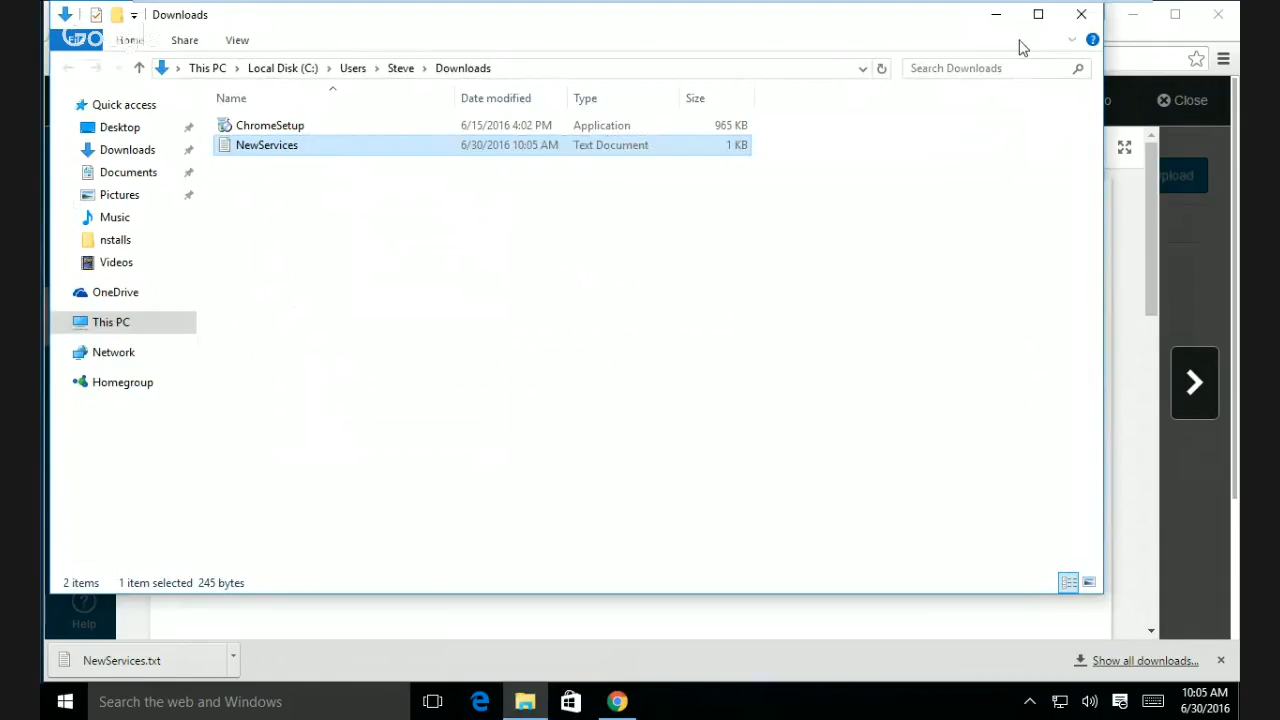 Downloads
Home Share View
This PC Local Disk (C:) Users Steve Downloads
Search Downloads
Name Date modified Type Size
ChromeSetup 6/15/2016 4:02 PM Application 965 KB
NewServices 6/30/2016 10:05 AM Text Document 1 KB
Quick access
Desktop
Downloads
Documents
Pictures
Music
nstalls
Videos
OneDrive
This PC
Network
Homegroup
2 items 1 item selected 245 bytes
Close
Help
NewServices.txt
Show all downloads...
Search the web and Windows
10:05 AM
6/30/2016